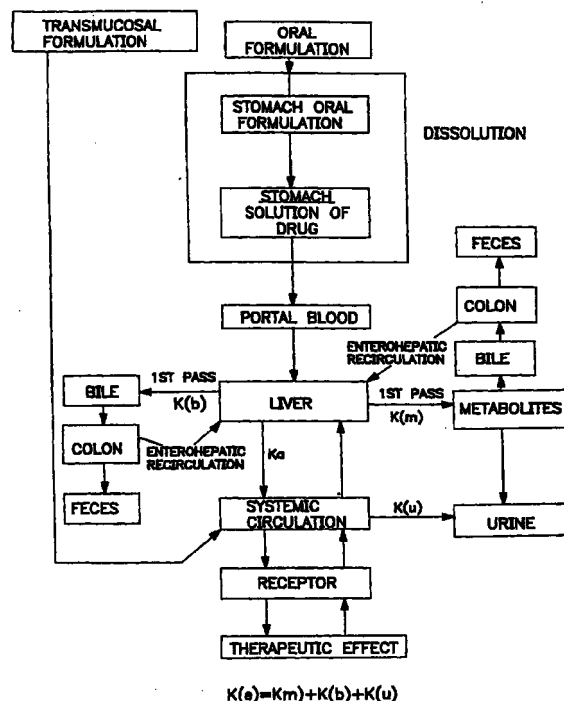 TRANSMUCOSAL
FORMULATION
ORAL
FORMULATION
STOMACH ORAL
FORMULATION
DISSOLUTION
STOMACH
SOLUTION OF
DRUG
FECES
COLON
PORTAL BLOOD
ENTEROHEPATIC
RECIRCULATION
BILE
1ST PASS
BILE
K(b)
LIVER
1ST PASS
K(m)
METABOLITES
COLON
ENTEROHEPATIC
RECIRCULATION
Ka
FECES
SYSTEMIC
CIRCULATION
K(u)
URINE
RECEPTOR
THERAPEUTIC EFFECT
K(e)=Km)+K(b)+K(u)